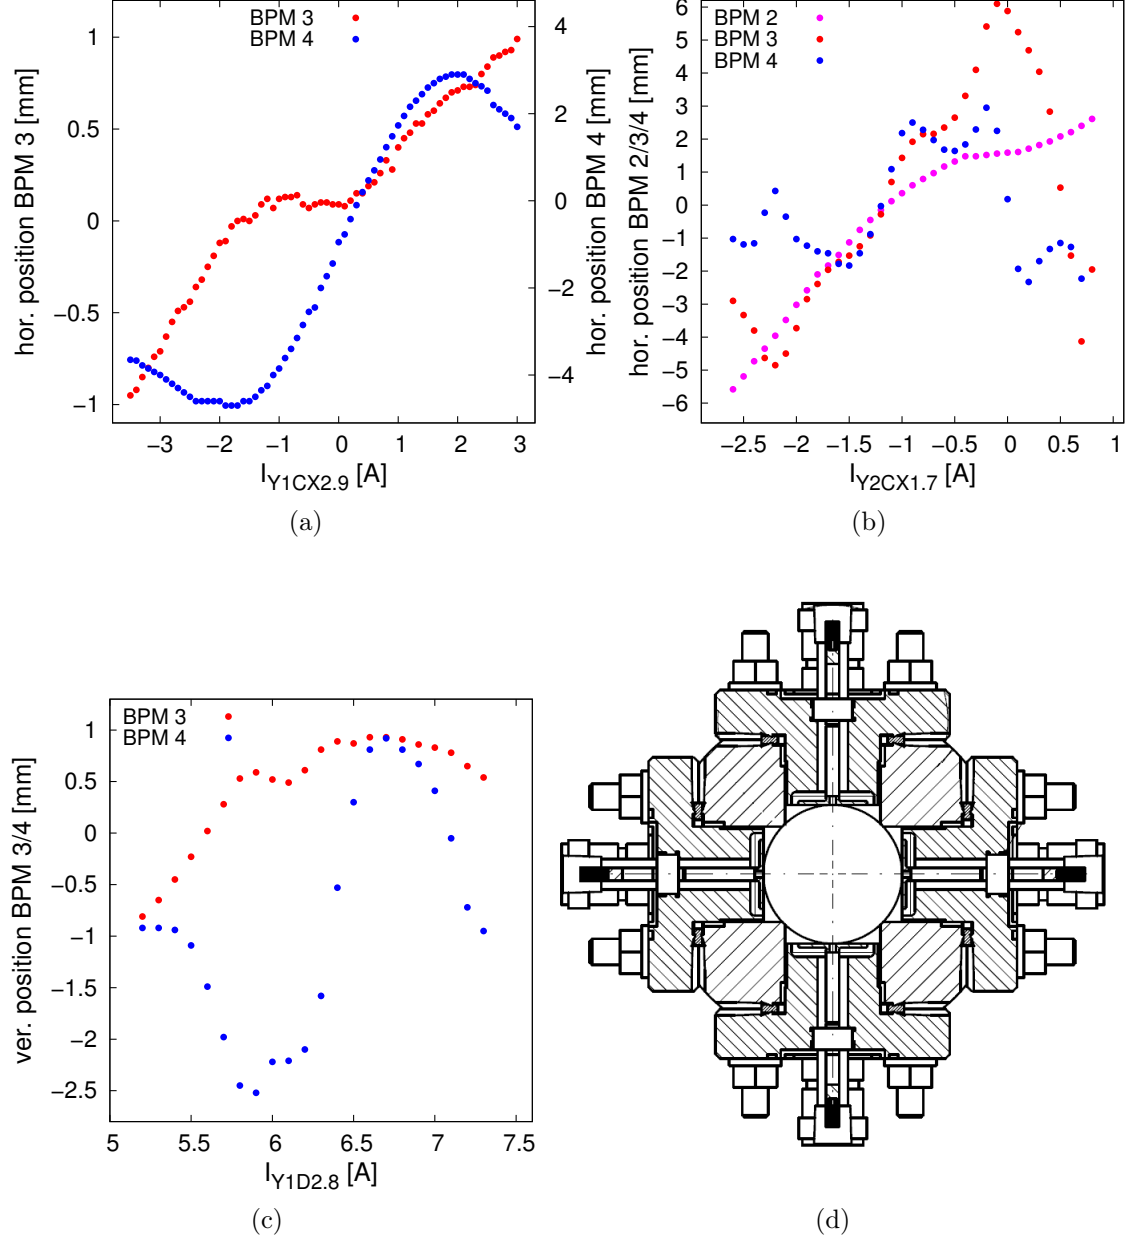 BPM 3
BPM 4
hor. position BPM 3 [mm]
1
0.5
0
−0.5
−1
hor. position BPM 4 [mm]
4
2
0
−2
−4
−3 −2 −1 0 1 2 3
I_Y1CX2.9 [A]
(a)
BPM 2
BPM 3
BPM 4
hor. position BPM 2/3/4 [mm]
6
5
4
3
2
1
0
−1
−2
−3
−4
−5
−6
−2.5 −2 −1.5 −1 −0.5 0 0.5 1
I_Y2CX1.7 [A]
(b)
BPM 3
BPM 4
ver. position BPM 3/4 [mm]
1
0.5
0
−0.5
−1
−1.5
−2
−2.5
5 5.5 6 6.5 7 7.5
I_Y1D2.8 [A]
(c)
(d)